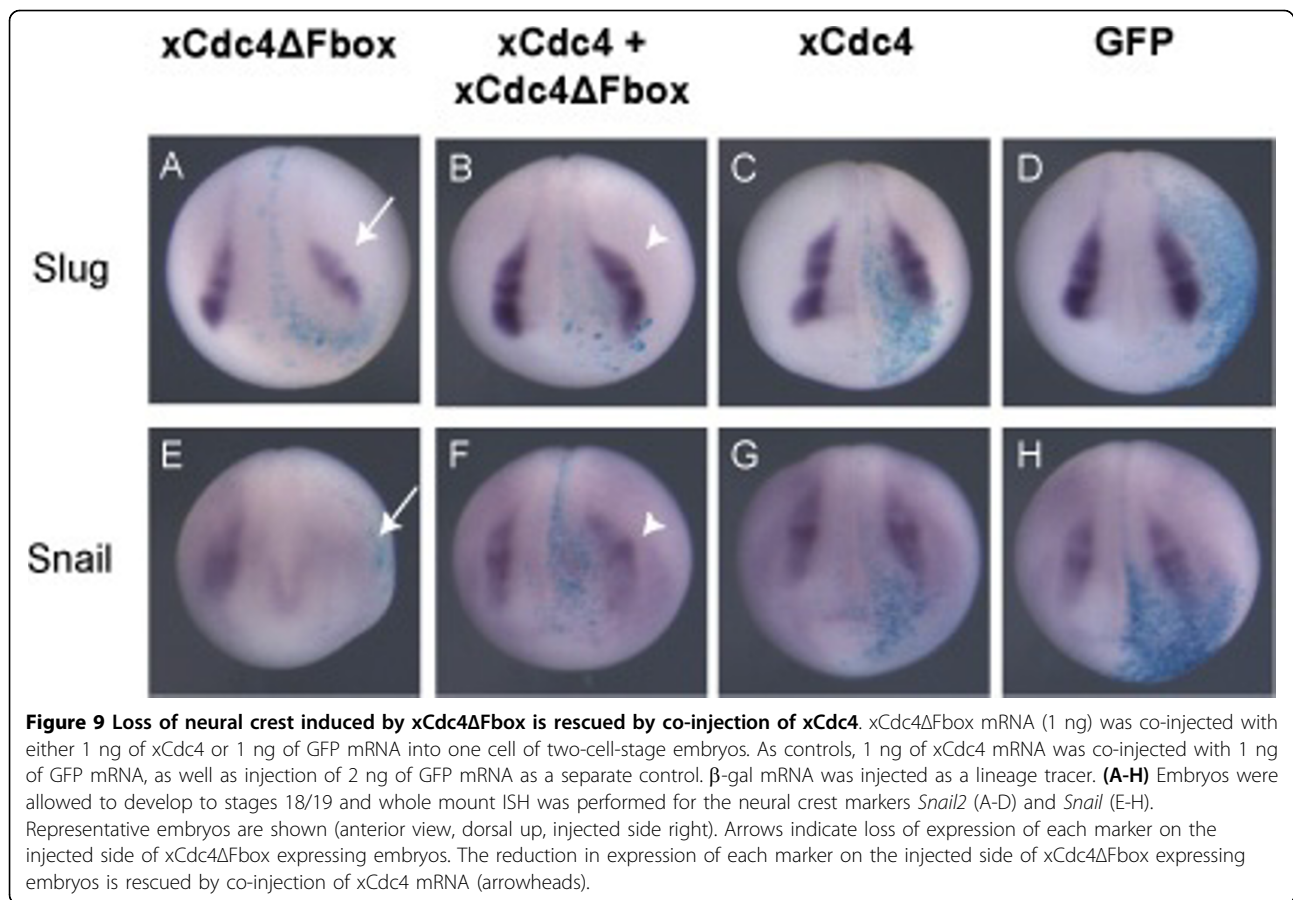 xCdc4ΔFbox
xCdc4 +
xCdc4ΔFbox
xCdc4
GFP
Slug
A
B
C
D
Snail
E
F
G
H
Figure 9 Loss of neural crest induced by xCdc4ΔFbox is rescued by co-injection of xCdc4. xCdc4ΔFbox mRNA (1 ng) was co-injected with
either 1 ng of xCdc4 or 1 ng of GFP mRNA into one cell of two-cell-stage embryos. As controls, 1 ng of xCdc4 mRNA was co-injected with 1 ng
of GFP mRNA, as well as injection of 2 ng of GFP mRNA as a separate control. β-gal mRNA was injected as a lineage tracer. (A-H) Embryos were
allowed to develop to stages 18/19 and whole mount ISH was performed for the neural crest markers Snail2 (A-D) and Snail (E-H).
Representative embryos are shown (anterior view, dorsal up, injected side right). Arrows indicate loss of expression of each marker on the
injected side of xCdc4ΔFbox expressing embryos. The reduction in expression of each marker on the injected side of xCdc4ΔFbox expressing
embryos is rescued by co-injection of xCdc4 mRNA (arrowheads).